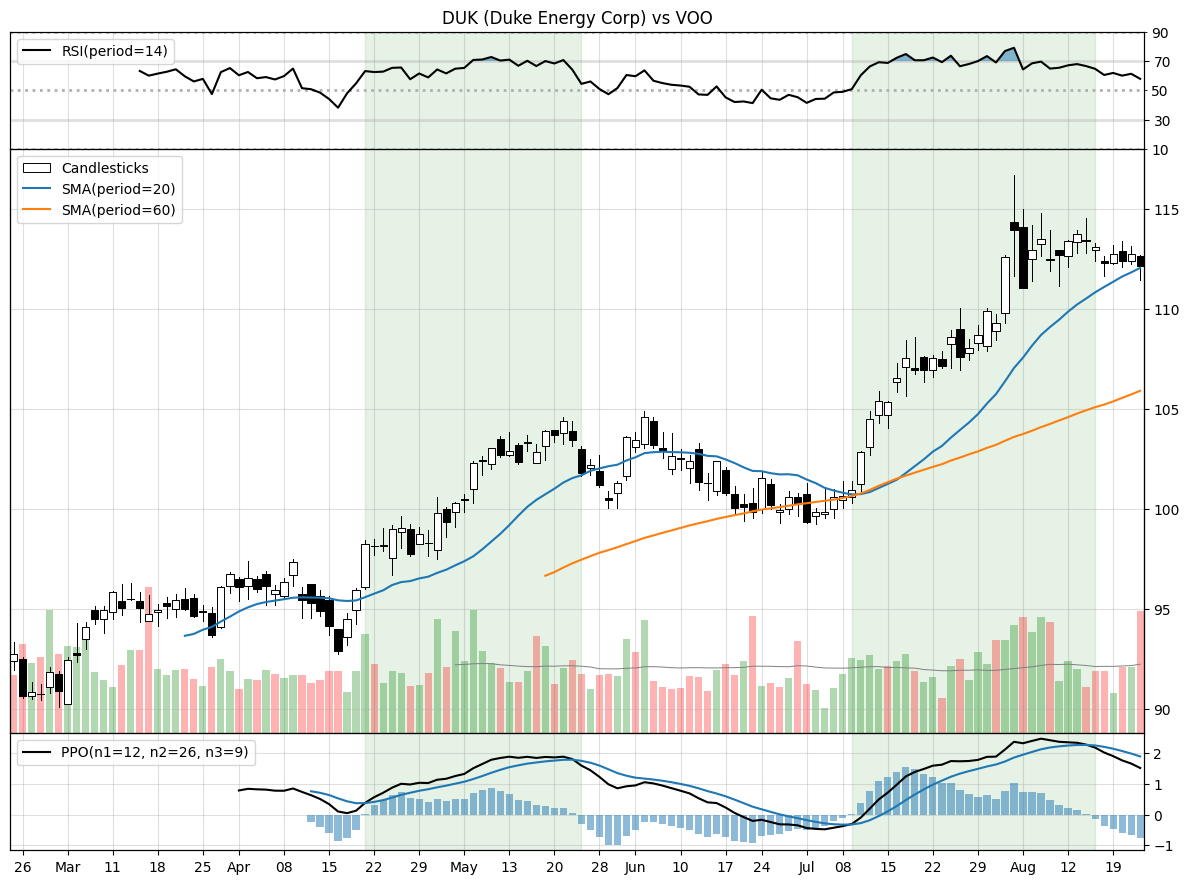 DUK (Duke Energy Corp) vs VOO
RSI(period=14)
90
70
50
30
10
Candlesticks
SMA(period=20)
SMA(period=60)
115
110
105
100
95
90
PPO(n1=12, n2=26, n3=9)
2
1
0
−1
26 Mar 11 18 25 Apr 08 15 22 29 May 13 20 28 Jun 10 17 24 Jul 08 15 22 29 Aug 12 19